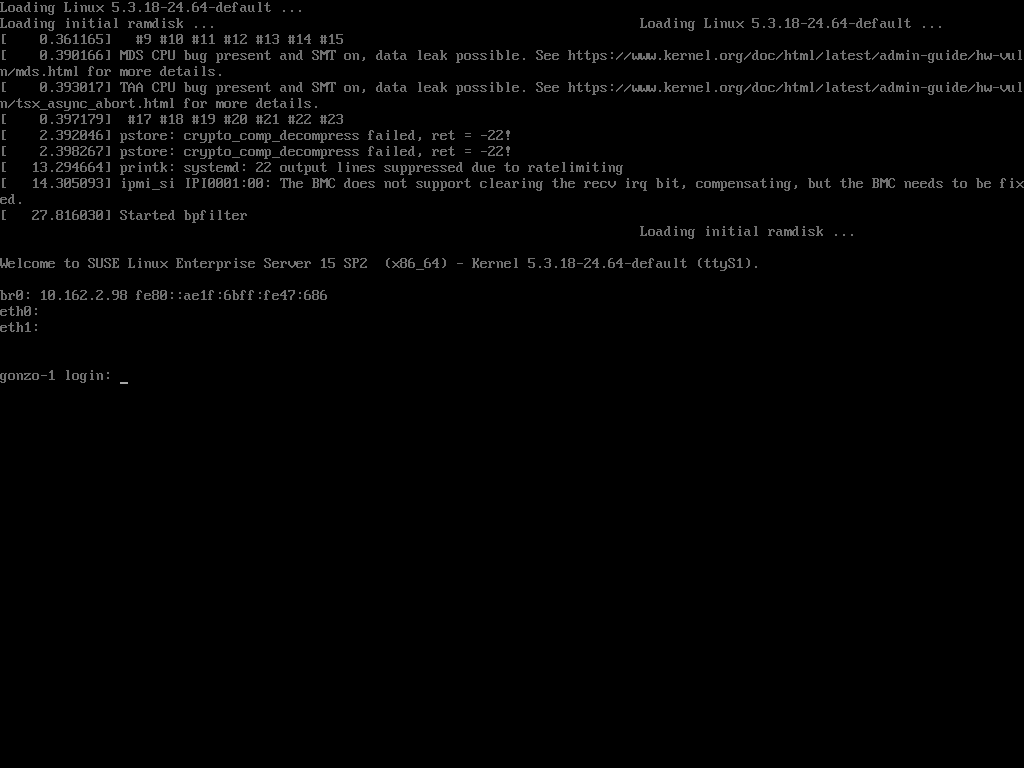 Loading Linux 5.3.18-24.64-default ...
Loading initial ramdisk ... Loading Linux 5.3.18-24.64-default ...
[    0.361165]   #9 #10 #11 #12 #13 #14 #15
[    0.390166] MDS CPU bug present and SMT on, data leak possible. See https://www.kernel.org/doc/html/latest/admin-guide/hw-vul
n/mds.html for more details.
[    0.393017] TAA CPU bug present and SMT on, data leak possible. See https://www.kernel.org/doc/html/latest/admin-guide/hw-vul
n/tsx_async_abort.html for more details.
[    0.397179]  #17 #18 #19 #20 #21 #22 #23
[    2.392046] pstore: crypto_comp_decompress failed, ret = -22!
[    2.398267] pstore: crypto_comp_decompress failed, ret = -22!
[   13.294664] printk: systemd: 22 output lines suppressed due to ratelimiting
[   14.305093] ipmi_si IPI0001:00: The BMC does not support clearing the recv irq bit, compensating, but the BMC needs to be fix
ed.
[   27.816030] Started bpfilter
Loading initial ramdisk ...
Welcome to SUSE Linux Enterprise Server 15 SP2  (x86_64) - Kernel 5.3.18-24.64-default (ttyS1).
br0: 10.162.2.98 fe80::ae1f:6bff:fe47:686
eth0:
eth1:
gonzo-1 login: _